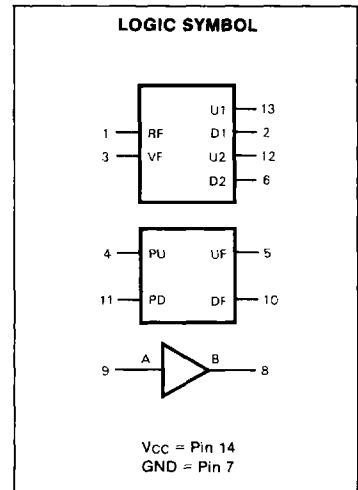 LOGIC SYMBOL
U1 13
1 RF D1 2
3 VF U2 12
D2 6
4 PU UF 5
11 PD DF 10
9 A B 8
VCC = Pin 14
GND = Pin 7